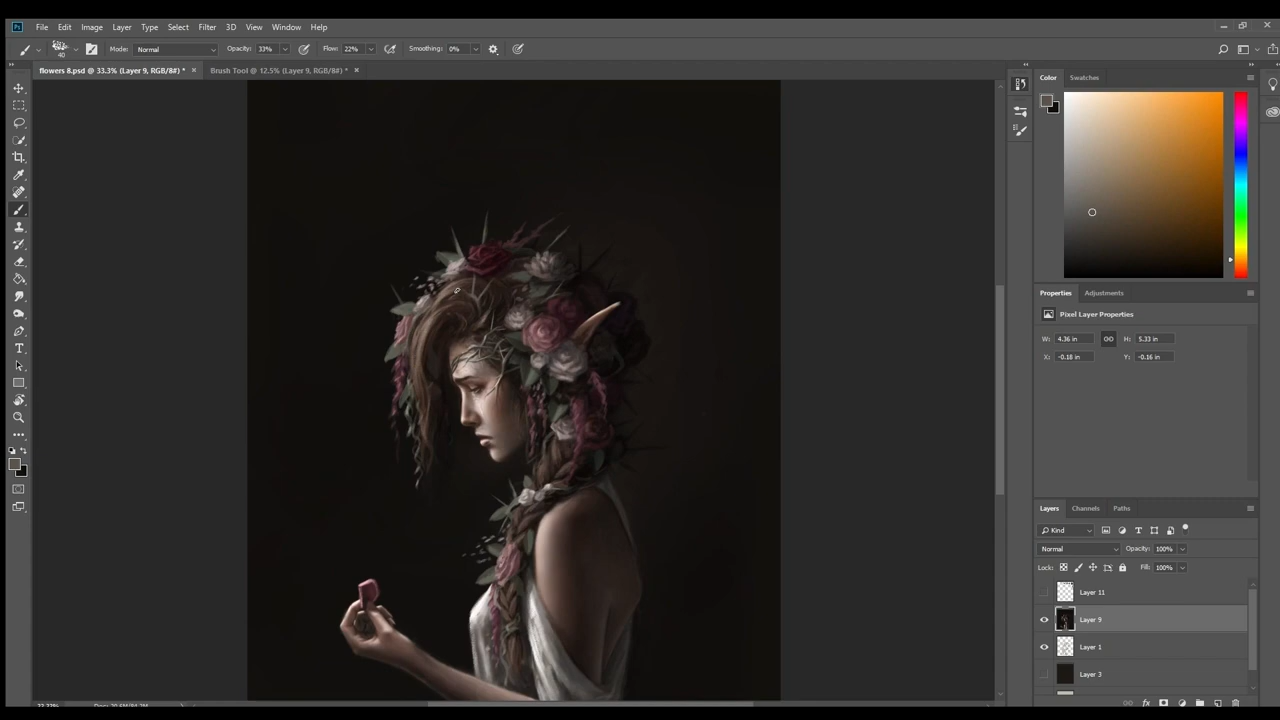 Ps File Edit Image Layer Type Select Filter 3D View Window Help
40 Mode: Normal Opacity: 33% Flow: 22% Smoothing: 0%
flowers 8.psd @ 33.3% (Layer 9, RGB/8#) * × Brush Tool @ 12.5% (Layer 9, RGB/8#) * ×
Color Swatches
Properties Adjustments
Pixel Layer Properties
W: 4.36 in H: 5.33 in
X: -0.18 in Y: -0.16 in
Layers Channels Paths
Kind
Normal Opacity: 100%
Lock: Fill: 100%
Layer 11
Layer 9
Layer 1
Layer 3